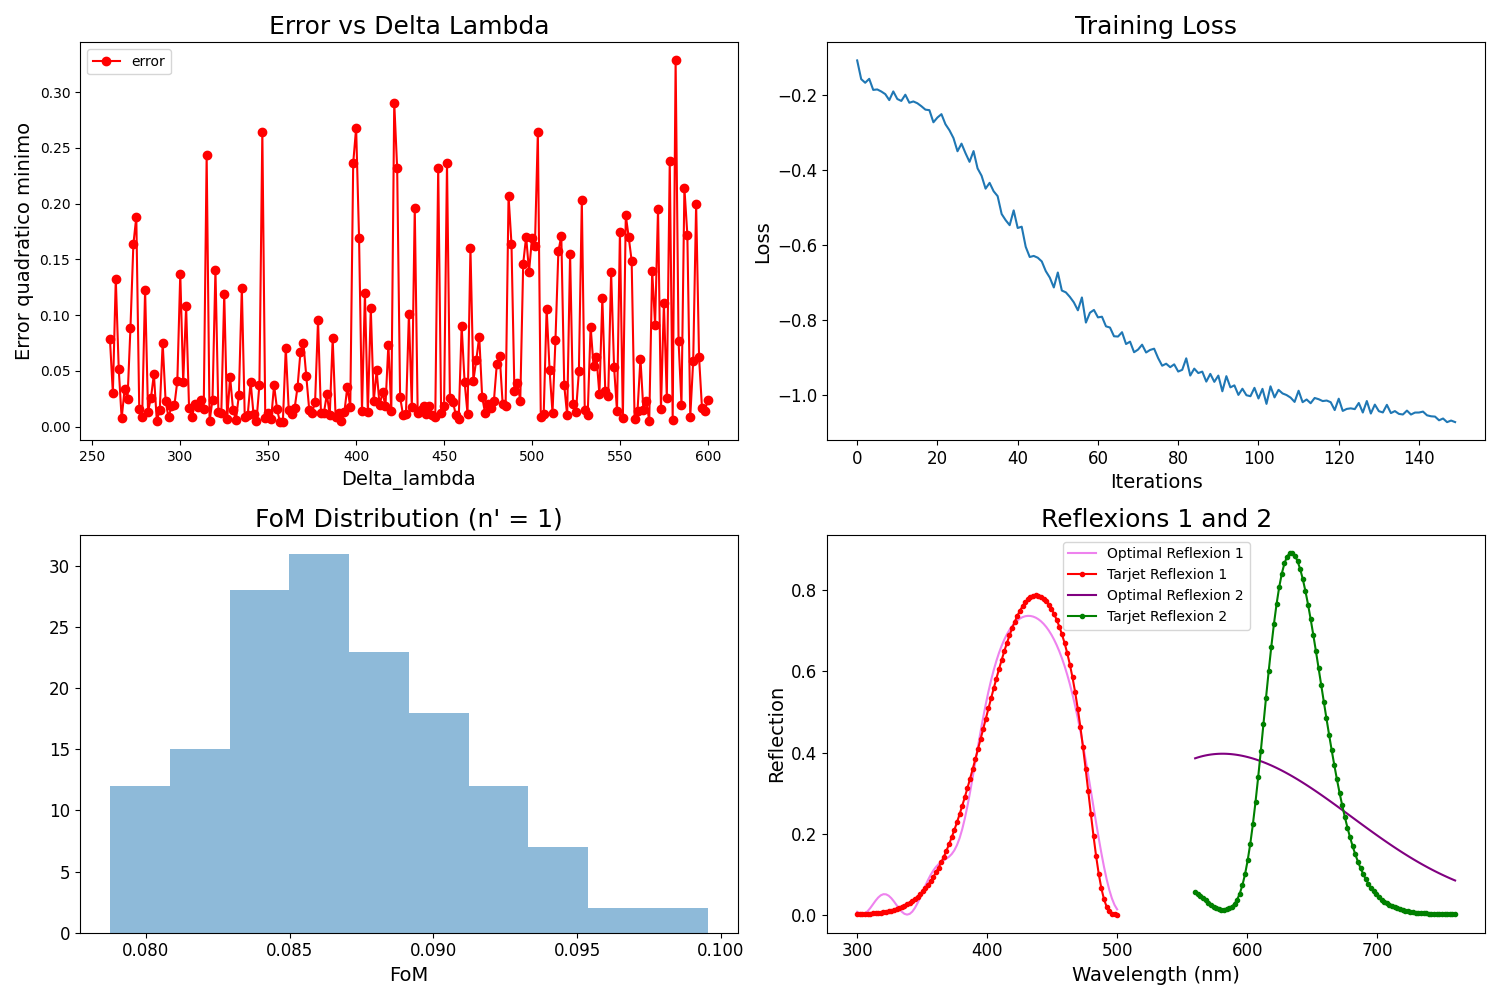 Error vs Delta Lambda
error
Error quadratico minimo
0.30
0.25
0.20
0.15
0.10
0.05
0.00
250 300 350 400 450 500 550 600
Delta_lambda
Training Loss
Loss
−0.2
−0.4
−0.6
−0.8
−1.0
0 20 40 60 80 100 120 140
Iterations
FoM Distribution (n' = 1)
30
25
20
15
10
5
0
0.080 0.085 0.090 0.095 0.100
FoM
Reflexions 1 and 2
Optimal Reflexion 1
Tarjet Reflexion 1
Optimal Reflexion 2
Tarjet Reflexion 2
Reflection
0.8
0.6
0.4
0.2
0.0
300 400 500 600 700
Wavelength (nm)